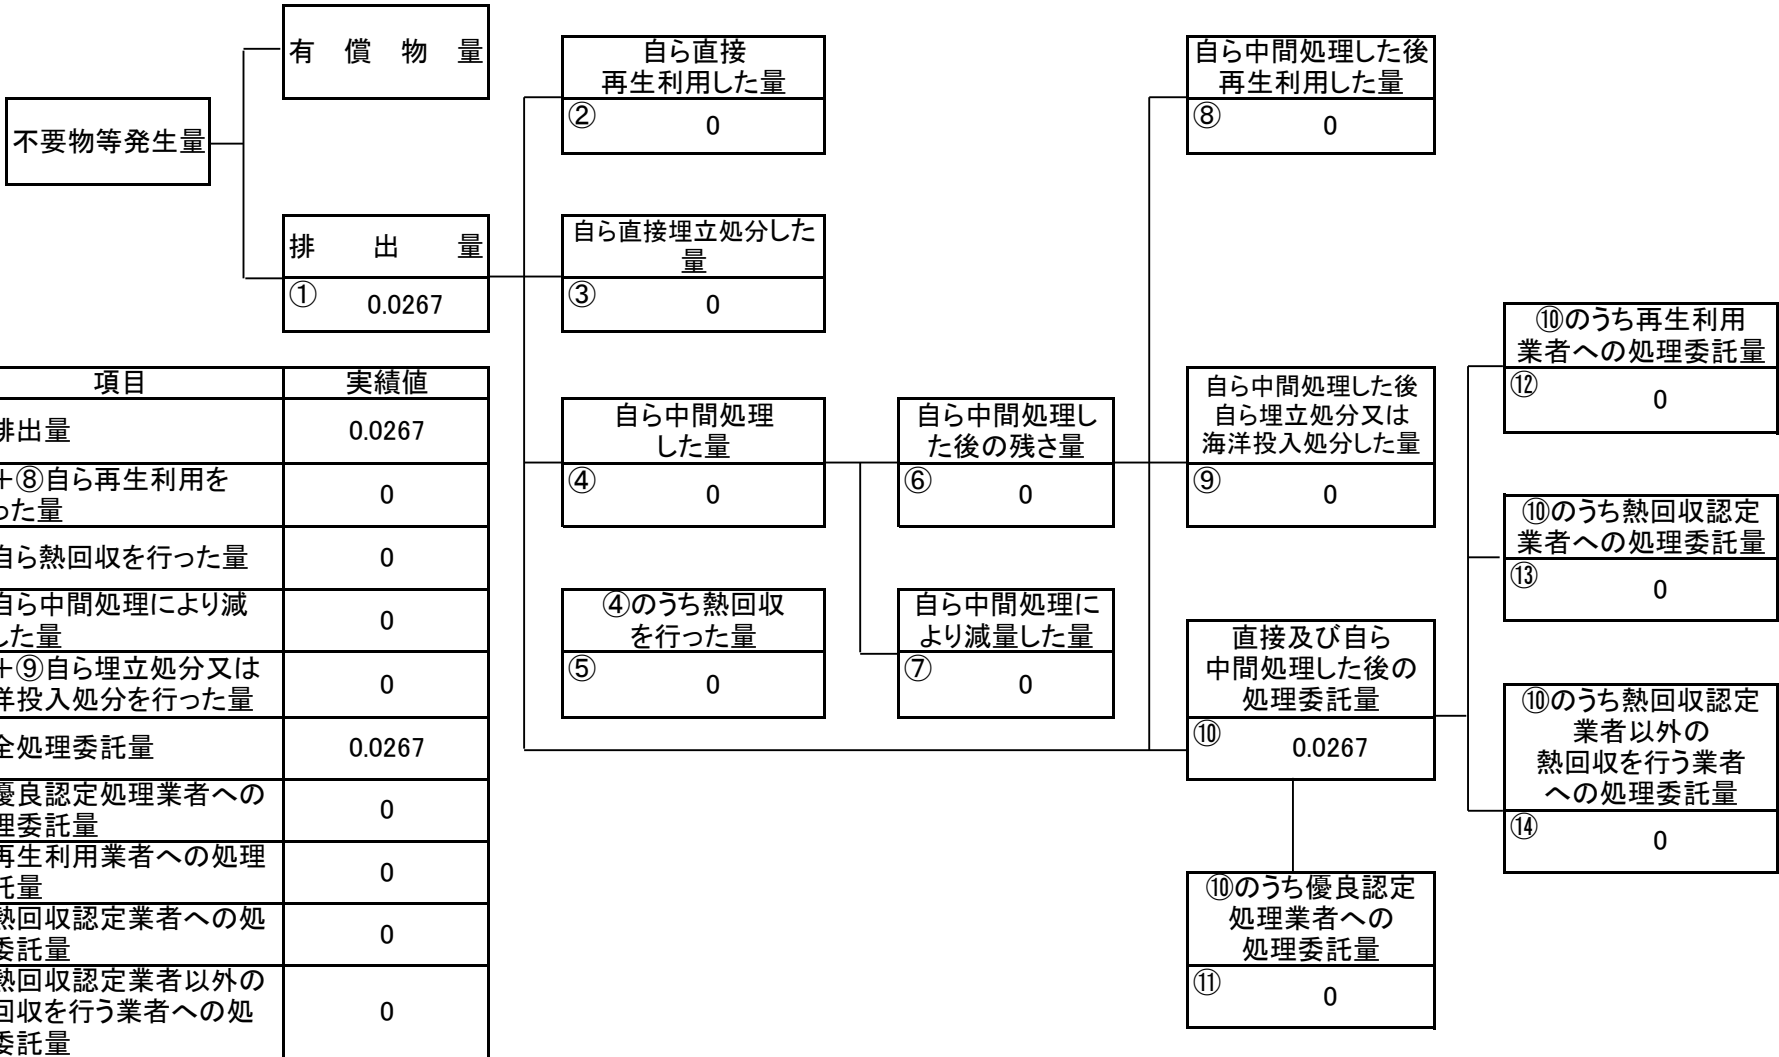 有 償 物 量
不要物等発生量
排 出 量
① 0.0267
自ら直接
再生利用した量
② 0
自ら直接埋立処分した
量
③ 0
自ら中間処理
した量
④ 0
④のうち熱回収
を行った量
⑤ 0
自ら中間処理し
た後の残さ量
⑥ 0
自ら中間処理に
より減量した量
⑦ 0
自ら中間処理した後
再生利用した量
⑧ 0
自ら中間処理した後
自ら埋立処分又は
海洋投入処分した量
⑨ 0
直接及び自ら
中間処理した後の
処理委託量
⑩ 0.0267
⑩のうち優良認定
処理業者への
処理委託量
⑪ 0
⑩のうち再生利用
業者への処理委託量
⑫ 0
⑩のうち熱回収認定
業者への処理委託量
⑬ 0
⑩のうち熱回収認定
業者以外の
熱回収を行う業者
への処理委託量
⑭ 0
項目 実績値
排出量 0.0267
+⑧自ら再生利用を
った量 0
自ら熱回収を行った量 0
自ら中間処理により減
した量 0
+⑨自ら埋立処分又は
洋投入処分を行った量 0
全処理委託量 0.0267
優良認定処理業者への
理委託量 0
再生利用業者への処理
託量 0
熱回収認定業者への処
委託量 0
熱回収認定業者以外の
回収を行う業者への処
委託量 0